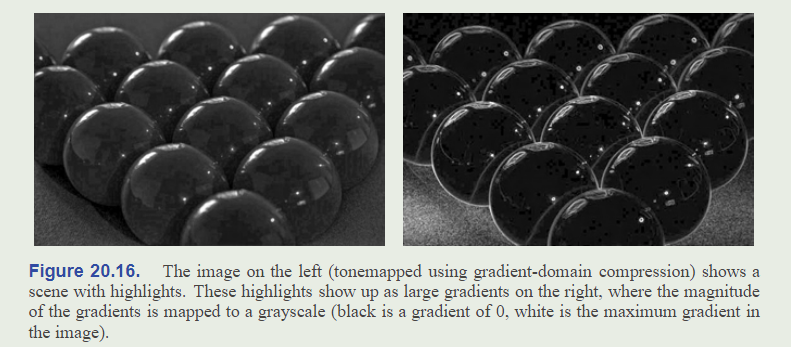 Figure 20.16. The image on the left (tonemapped using gradient-domain compression) shows a
scene with highlights. These highlights show up as large gradients on the right, where the magnitude
of the gradients is mapped to a grayscale (black is a gradient of 0, white is the maximum gradient in
the image).